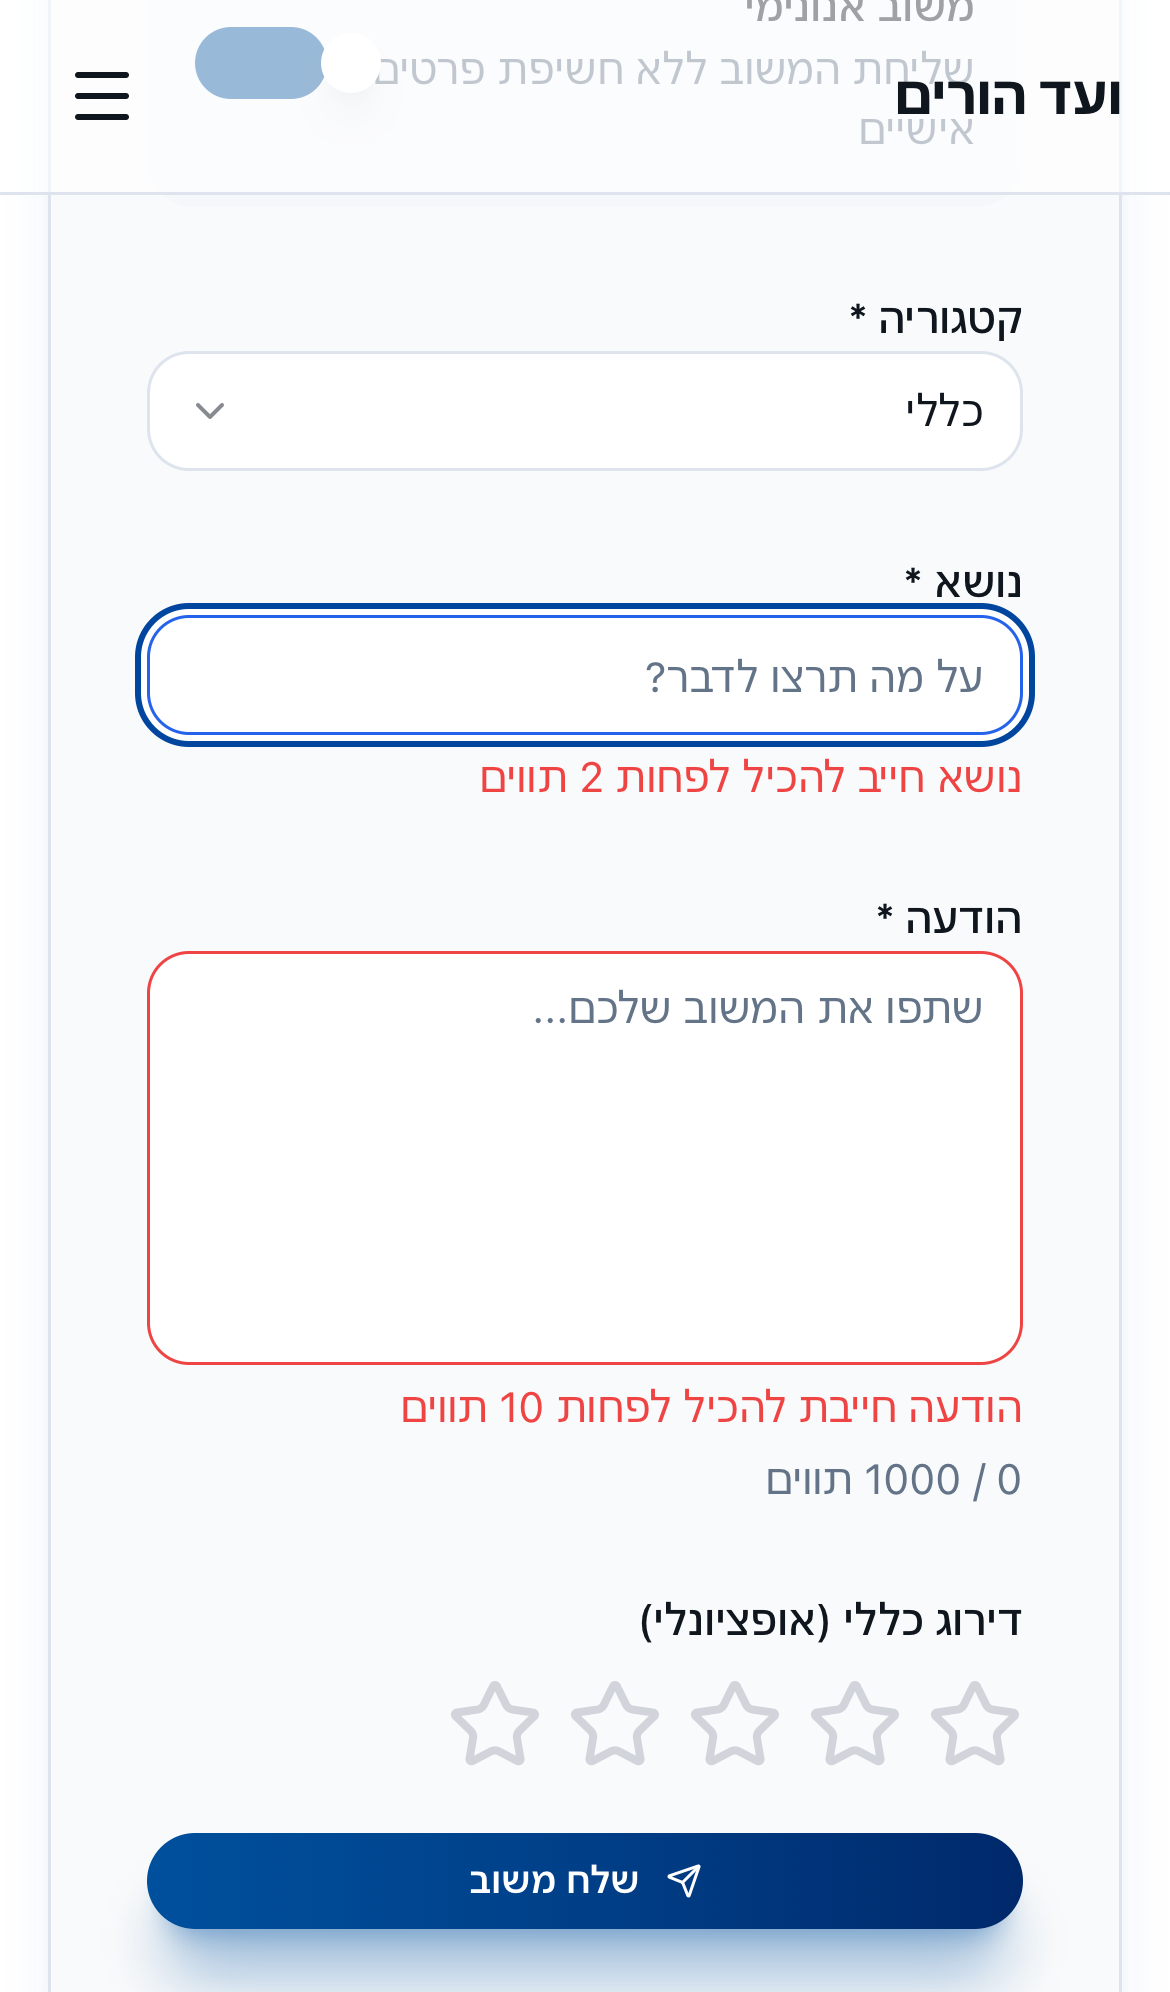 משוב אנונימי
שליחת המשוב ללא חשיפת פרטים
אישיים
ועד הורים
קטגוריה *
כללי
נושא *
על מה תרצו לדבר?
נושא חייב להכיל לפחות 2 תווים
הודעה *
שתפו את המשוב שלכם...
הודעה חייבת להכיל לפחות 10 תווים
0 / 1000 תווים
דירוג כללי (אופציונלי)
שלח משוב